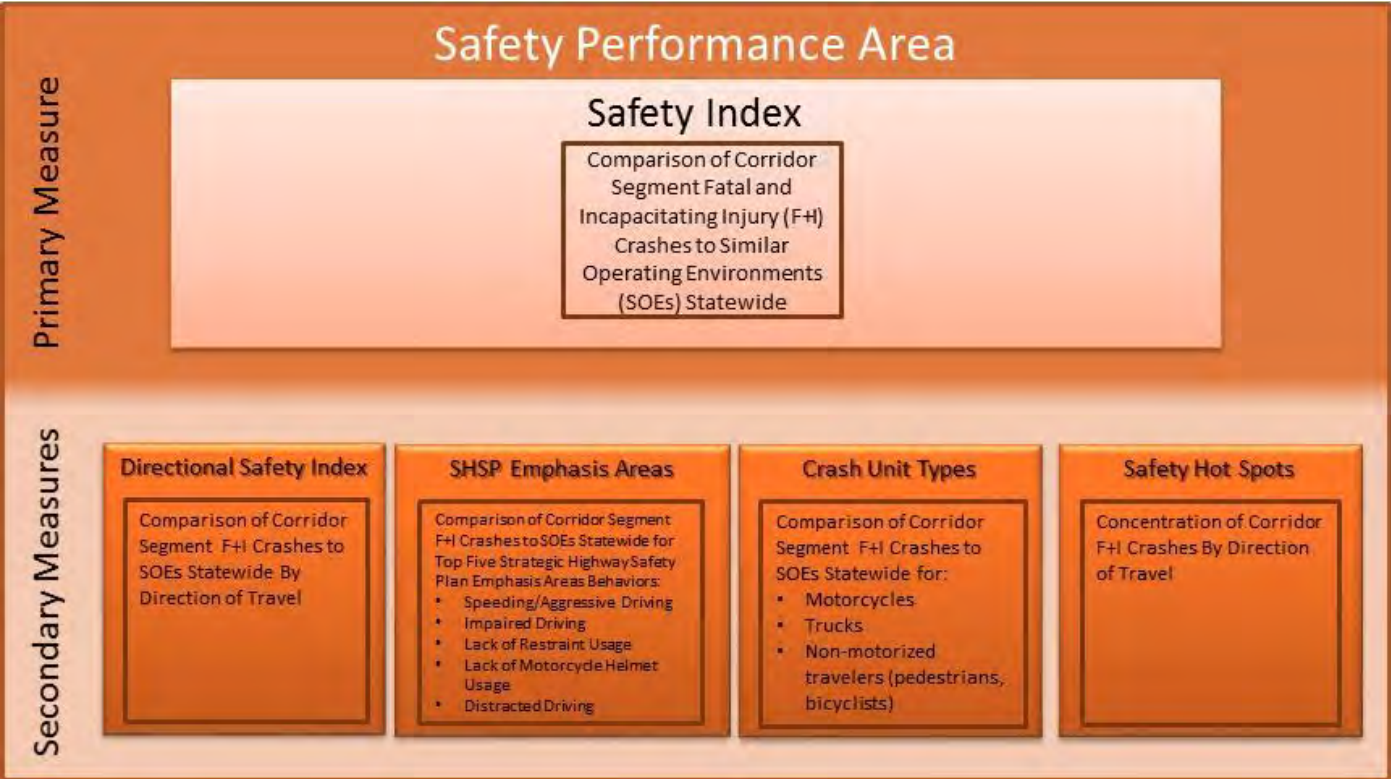 Safety Performance Area
Primary Measure
Safety Index
Comparison of Corridor
Segment Fatal and
Incapacitating Injury (F+I)
Crashes to Similar
Operating Environments
(SOEs) Statewide
Secondary Measures
Directional Safety Index
Comparison of Corridor
Segment F+I Crashes to
SOEs Statewide By
Direction of Travel
SHSP Emphasis Areas
Comparison of Corridor Segment
F+I Crashes to SOEs Statewide for
Top Five Strategic Highway Safety
Plan Emphasis Areas Behaviors:
• Speeding/Aggressive Driving
• Impaired Driving
• Lack of Restraint Usage
• Lack of Motorcycle Helmet
Usage
• Distracted Driving
Crash Unit Types
Comparison of Corridor
Segment F+I Crashes to
SOEs Statewide for:
• Motorcycles
• Trucks
• Non-motorized
travelers (pedestrians,
bicyclists)
Safety Hot Spots
Concentration of Corridor
F+I Crashes By Direction
of Travel